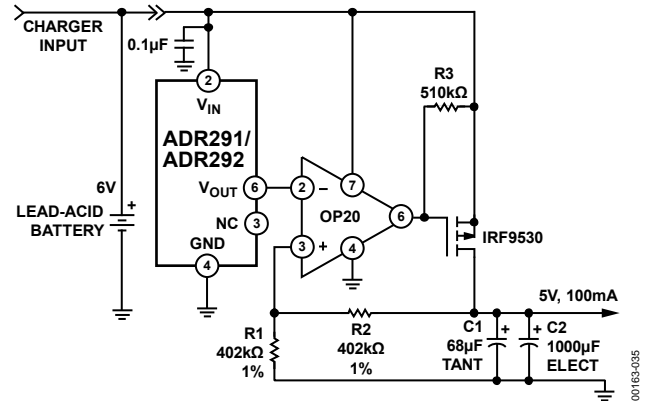 CHARGER
INPUT
0.1µF
R3
510kΩ
2
VIN
ADR291/
ADR292
6V
LEAD-ACID
BATTERY
+
VOUT
6
2
−
7
OP20
6
NC
3
3
+
4
IRF9530
GND
4
5V, 100mA
R1
402kΩ
1%
R2
402kΩ
1%
C1
68µF
TANT
+
+
C2
1000µF
ELECT
00163-035